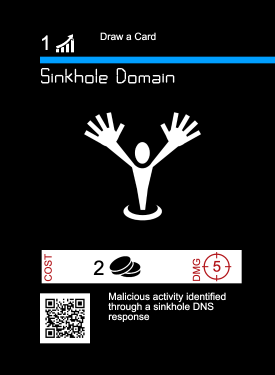 1 Draw a Card
Sinkhole Domain
COST 2 DMG 5
Malicious activity identified
through a sinkhole DNS
response